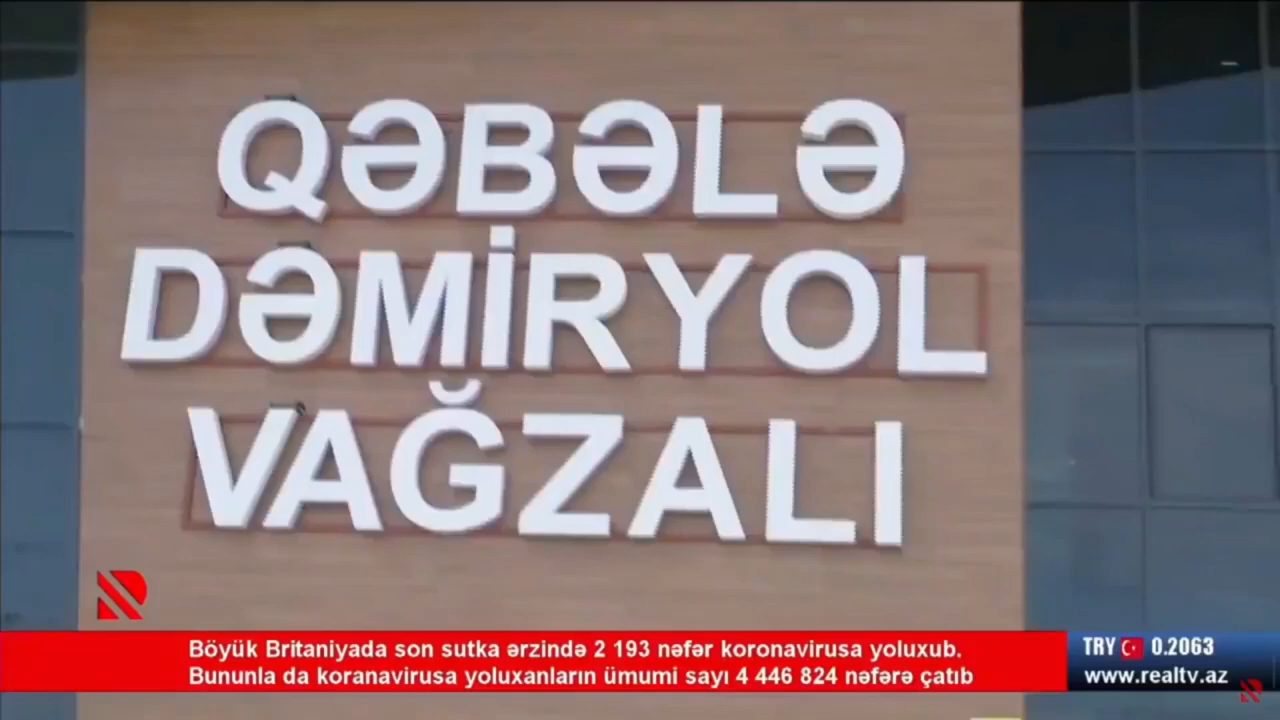 QƏBƏLƏ
DƏMİRYOL
VAĞZALI
Böyük Britaniyada son sutka ərzində 2 193 nəfər koronavirusa yoluxub.
Bununla da koranavirusa yoluxanların ümumi sayı 4 446 824 nəfərə çatıb
TRY 0.2063
www.realtv.az